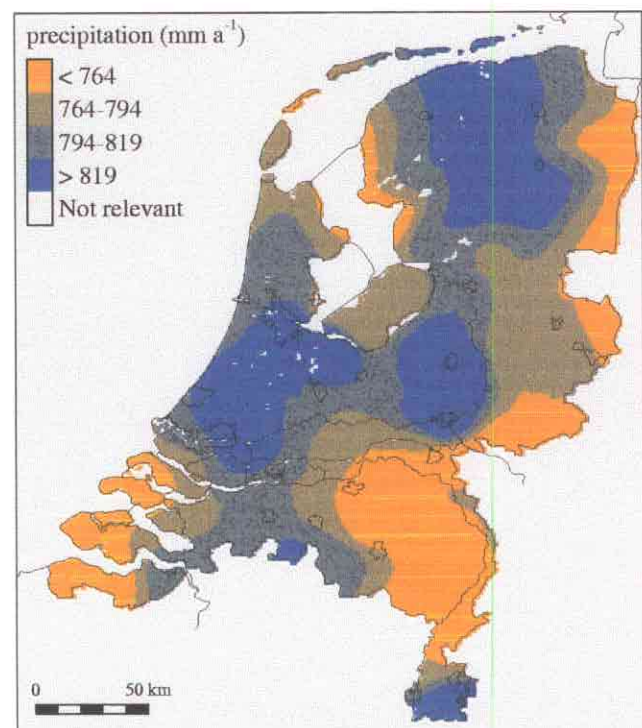 precipitation (mm a⁻¹)
< 764
764-794
794-819
> 819
Not relevant
0 50 km